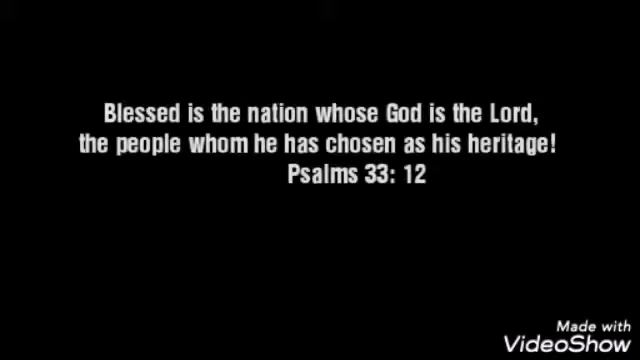 Blessed is the nation whose God is the Lord,
the people whom he has chosen as his heritage!
Psalms 33: 12
Made with
VideoShow